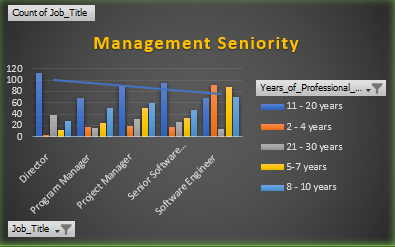 Count of Job_Title
Management Seniority
120
100
80
60
40
20
0
Director
Program Manager
Project Manager
Senior Software...
Software Engineer
Years_of_Professional_...
11 - 20 years
2 - 4 years
21 - 30 years
5-7 years
8 - 10 years
Job_Title